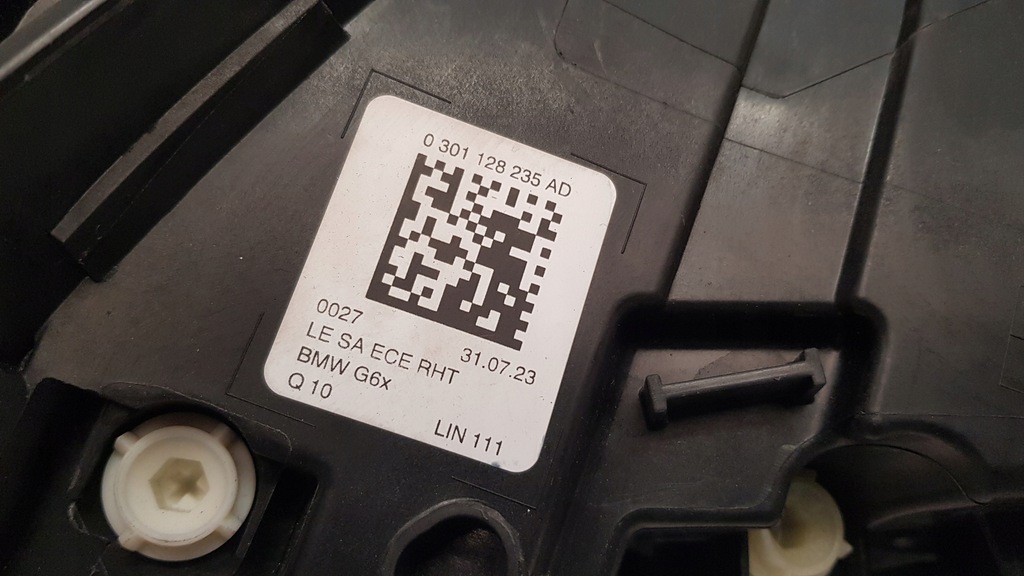 0 301 128 235 AD
0027
31.07.23
LE SA ECE RHT
BMW G6x
Q 10
LIN 111